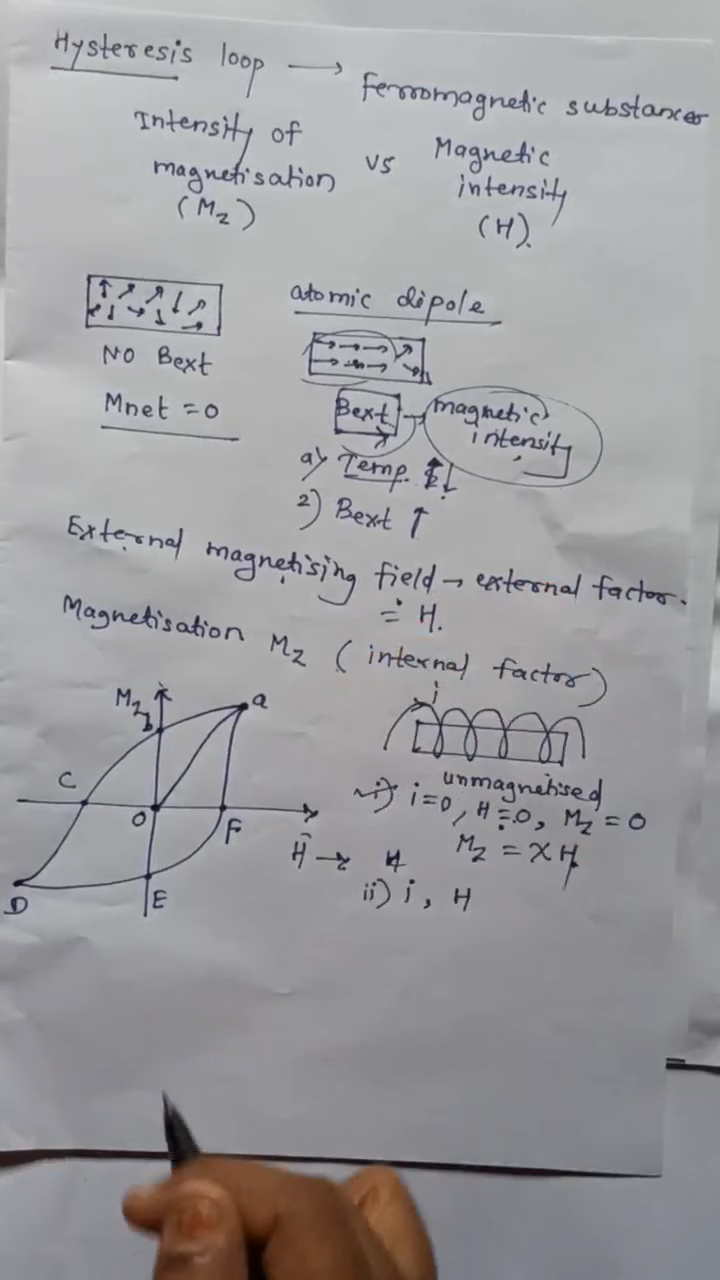 Hysteresis loop → Ferromagnetic substances
Intensity of magnetisation (Mz) vs Magnetic intensity (H).
atomic dipole
NO Bext
Mnet = 0
Bext → magnetic intensity
a) Temp. ↓
2) Bext ↑
External magnetising field → external factor.
= H.
Magnetisation Mz (internal factor)
Mz
b
a
C
O
F
H
D
E
i
unmagnetised
i) i=0, H=0, Mz = 0
Mz = χH
H → H
ii) i, H